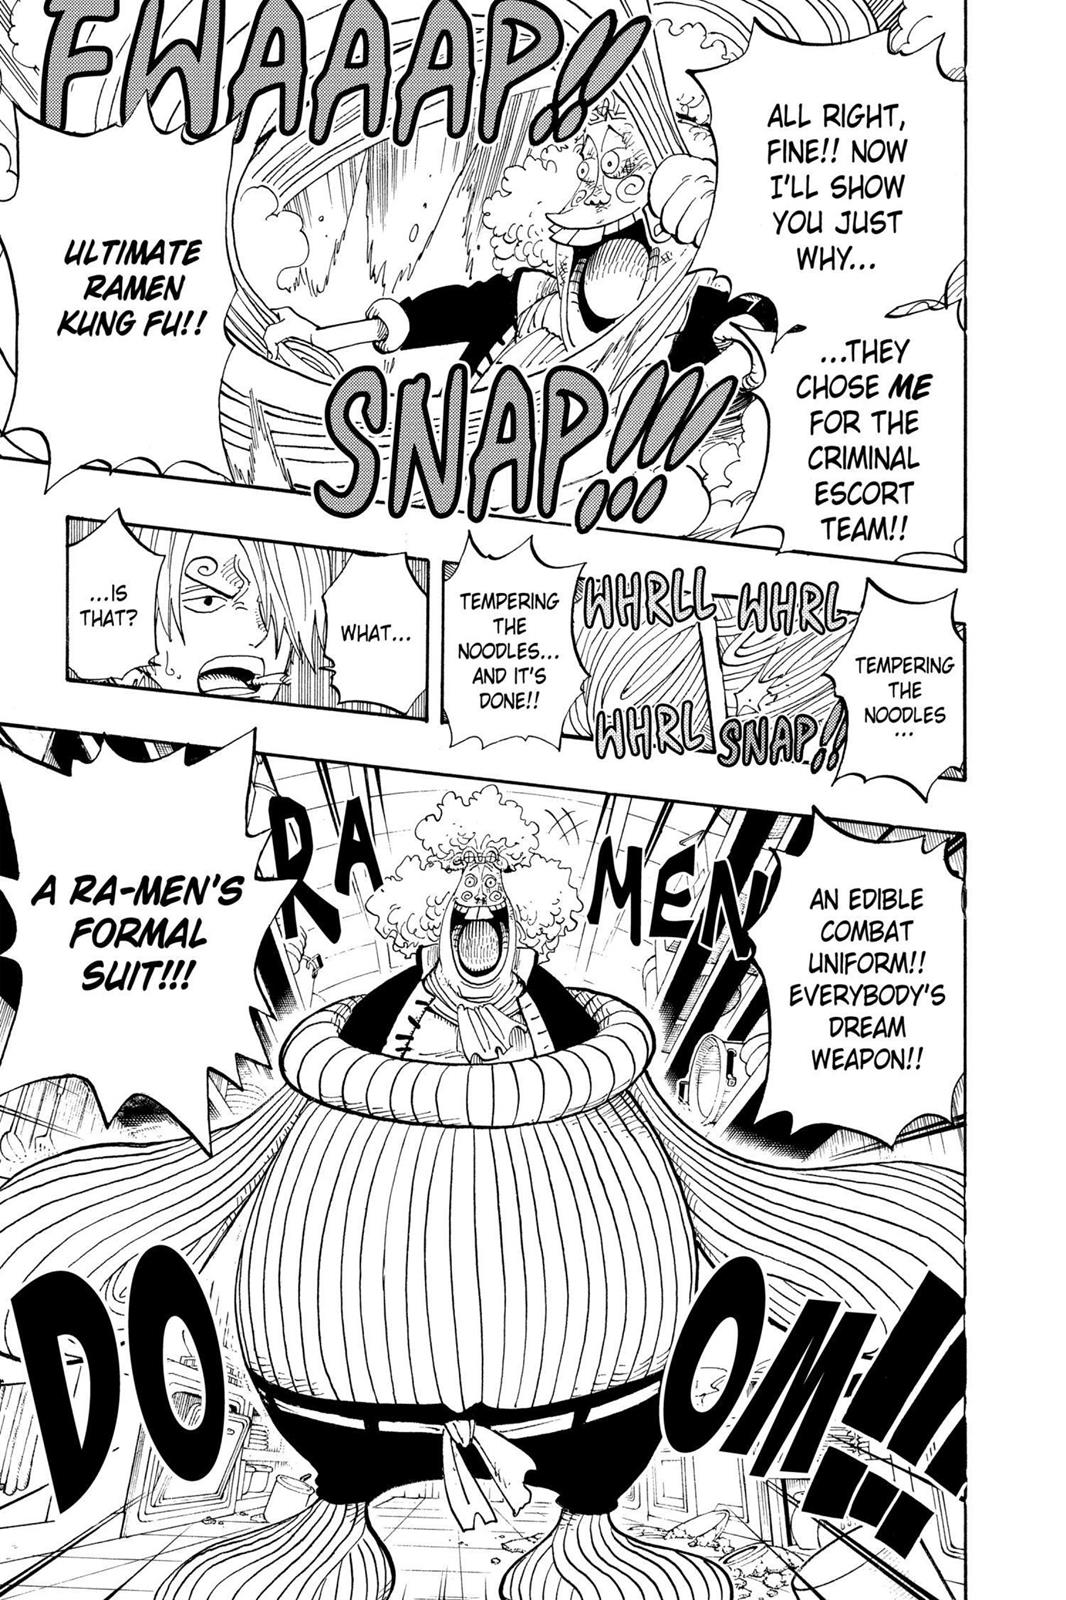 FWAAAP!!
ALL RIGHT,
FINE!! NOW
I'LL SHOW
YOU JUST
WHY...
...THEY
CHOSE ME
FOR THE
CRIMINAL
ESCORT
TEAM!!
SNAP!!!
ULTIMATE
RAMEN
KUNG FU!!
TEMPERING
THE
NOODLES
...
WHRL
WHRLL
SNAP!!
WHRL
TEMPERING
THE
NOODLES...
AND IT'S
DONE!!
WHAT...
...IS
THAT?
AN EDIBLE
COMBAT
UNIFORM!!
EVERYBODY'S
DREAM
WEAPON!!
RA
MEN
A RA-MEN'S
FORMAL
SUIT!!!
DOOM!!!